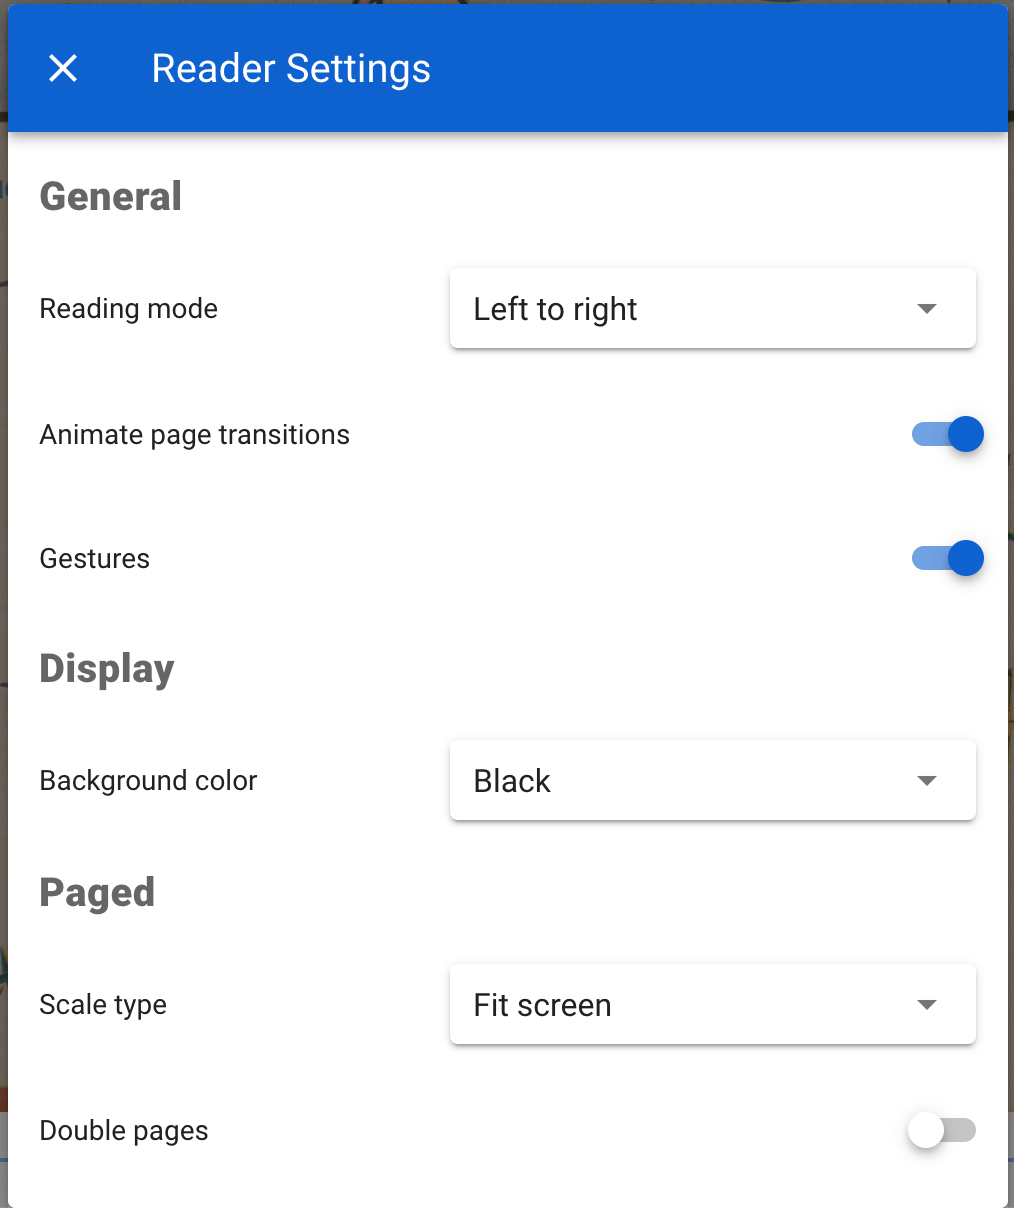 Reader Settings
General
Reading mode
Left to right
Animate page transitions
Gestures
Display
Background color
Black
Paged
Scale type
Fit screen
Double pages